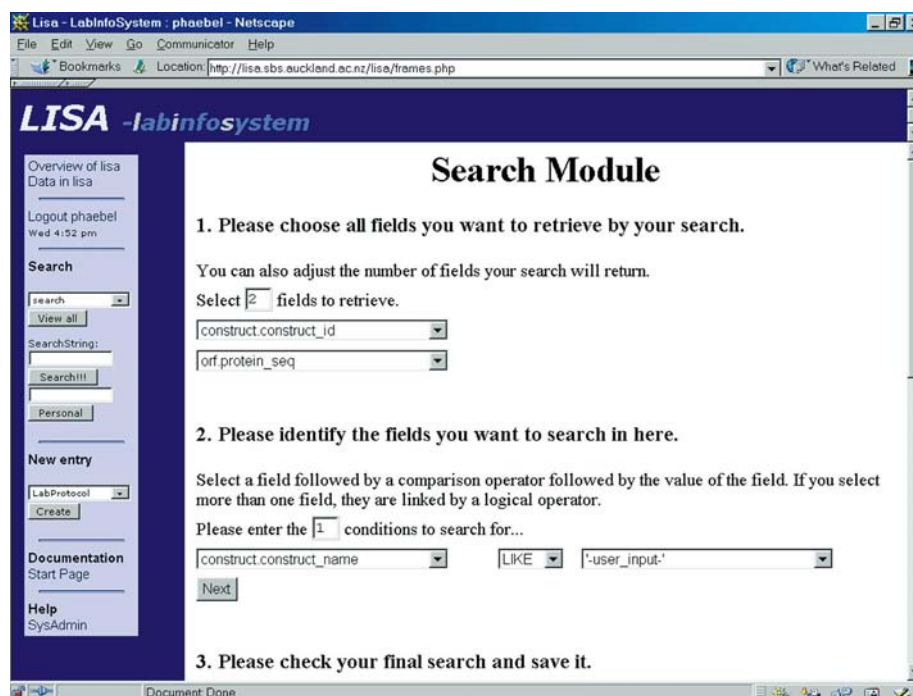 Lisa - LabInfoSystem : phaebel - Netscape
File Edit View Go Communicator Help
Bookmarks Location: http://lisa.sbs.auckland.ac.nz/lisa/frames.php What's Related
LISA -labinfosystem
Overview of lisa
Data in lisa
Logout phaebel
Wed 4:52 pm
Search
search
View all
SearchString:
Search!!!
Personal
New entry
LabProtocol
Create
Documentation
Start Page
Help
SysAdmin
Search Module
1. Please choose all fields you want to retrieve by your search.
You can also adjust the number of fields your search will return.
Select 2 fields to retrieve.
construct.construct_id
orf.protein_seq
2. Please identify the fields you want to search in here.
Select a field followed by a comparison operator followed by the value of the field. If you select
more than one field, they are linked by a logical operator.
Please enter the 1 conditions to search for...
construct.construct_name LIKE '-user_input-'
Next
3. Please check your final search and save it.
Document: Done